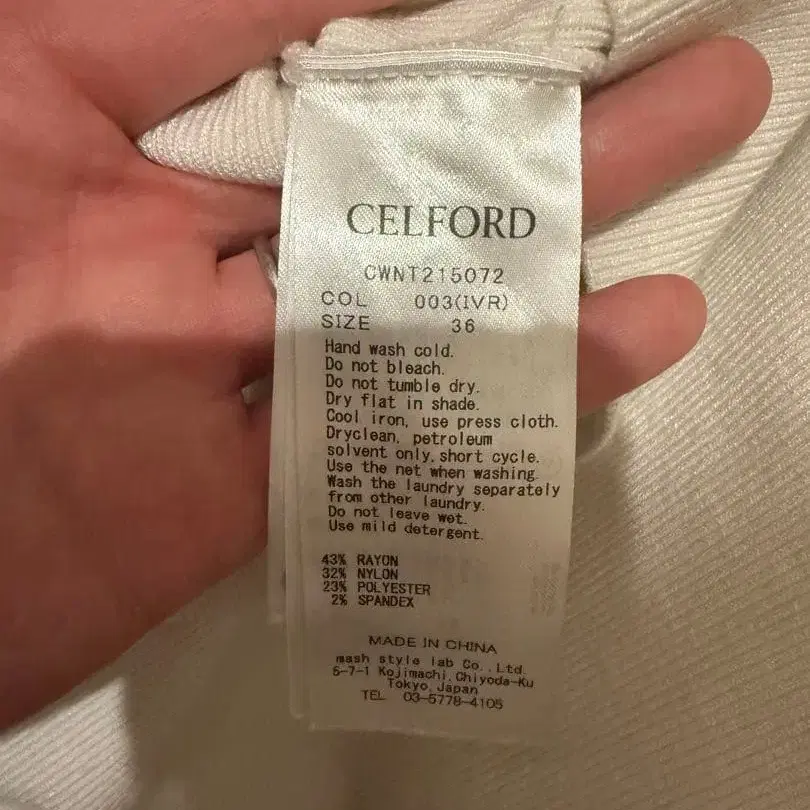 CELFORD
CWNT215072
COL 003(IVR)
SIZE 36
Hand wash cold.
Do not bleach.
Do not tumble dry.
Dry flat in shade.
Cool iron, use press cloth.
Dryclean, petroleum
solvent only, short cycle.
Use the net when washing.
Wash the laundry separately
from other laundry.
Do not leave wet.
Use mild detergent.
43% RAYON
32% NYLON
23% POLYESTER
2% SPANDEX
MADE IN CHINA
mash style lab Co., Ltd.
5-7-1 Kojimachi, Chiyoda-Ku
Tokyo, Japan
TEL 03-5778-4105